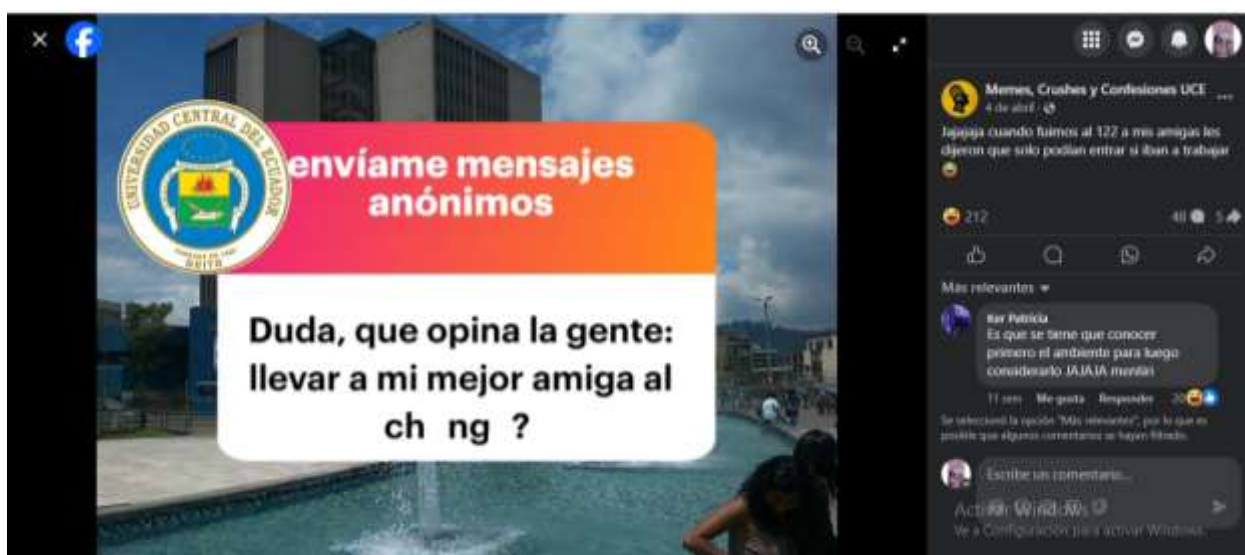 UNIVERSIDAD CENTRAL DEL ECUADOR
QUITO
envíame mensajes
anónimos
Duda, que opina la gente:
llevar a mi mejor amiga al
ch ng ?
Memes, Crushes y Confesiones UCE ...
4 de abril
Jajajaja cuando fuimos al 122 a mis amigas les
dijeron que solo podían entrar si iban a trabajar
212
48
5
Más relevantes
Ker Patricia
Es que se tiene que conocer
primero el ambiente para luego
considerarlo JAJAJA mentiri
11 sem Me gusta Responder 20
Se seleccionó la opción "Más relevantes", por lo que es
posible que algunos comentarios se hayan filtrado.
Escribe un comentario...
Activar Windows
Ve a Configuración para activar Windows.